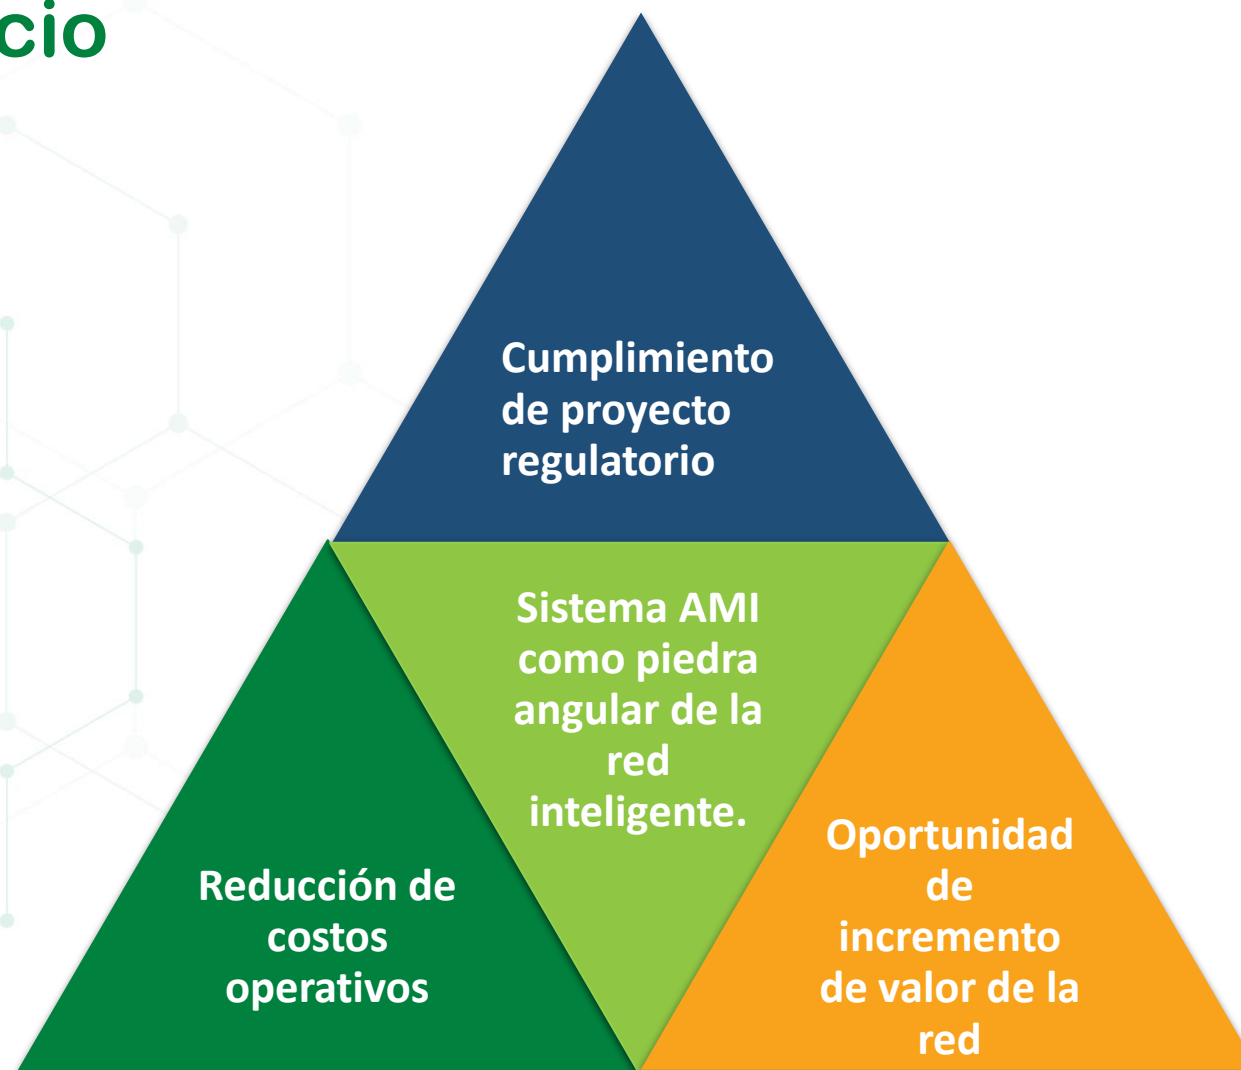 cio
Cumplimiento
de proyecto
regulatorio
Sistema AMI
como piedra
angular de la
red
inteligente.
Reducción de
costos
operativos
Oportunidad
de
incremento
de valor de la
red